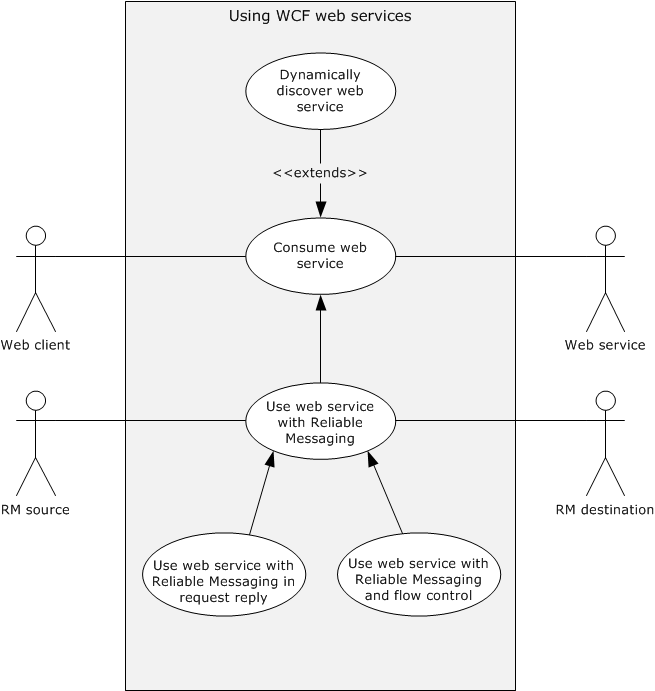 Using WCF web services
Dynamically
discover web
service
<<extends>>
Consume web
service
Web client
Web service
Use web service
with Reliable
Messaging
RM source
RM destination
Use web service with
Reliable Messaging in
request reply
Use web service with
Reliable Messaging
and flow control